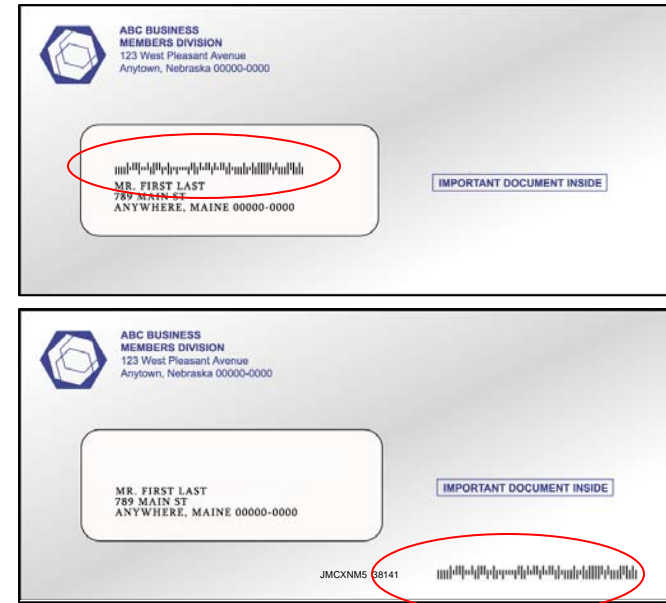 ABC BUSINESS
MEMBERS DIVISION
123 West Pleasant Avenue
Anytown, Nebraska 00000-0000
MR. FIRST LAST
789 MAIN ST
ANYWHERE, MAINE 00000-0000
IMPORTANT DOCUMENT INSIDE
ABC BUSINESS
MEMBERS DIVISION
123 West Pleasant Avenue
Anytown, Nebraska 00000-0000
MR. FIRST LAST
789 MAIN ST
ANYWHERE, MAINE 00000-0000
IMPORTANT DOCUMENT INSIDE
JMCXNM5 38141